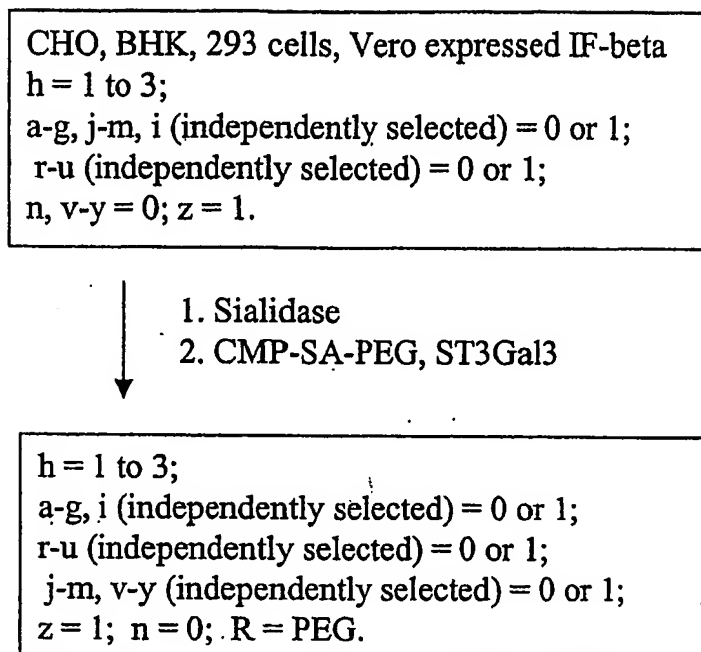 CHO, BHK, 293 cells, Vero expressed IF-beta
h = 1 to 3;
a-g, j-m, i (independently selected) = 0 or 1;
r-u (independently selected) = 0 or 1;
n, v-y = 0; z = 1.
1. Sialidase
2. CMP-SA-PEG, ST3Gal3
h = 1 to 3;
a-g, i (independently selected) = 0 or 1;
r-u (independently selected) = 0 or 1;
j-m, v-y (independently selected) = 0 or 1;
z = 1; n = 0; R = PEG.